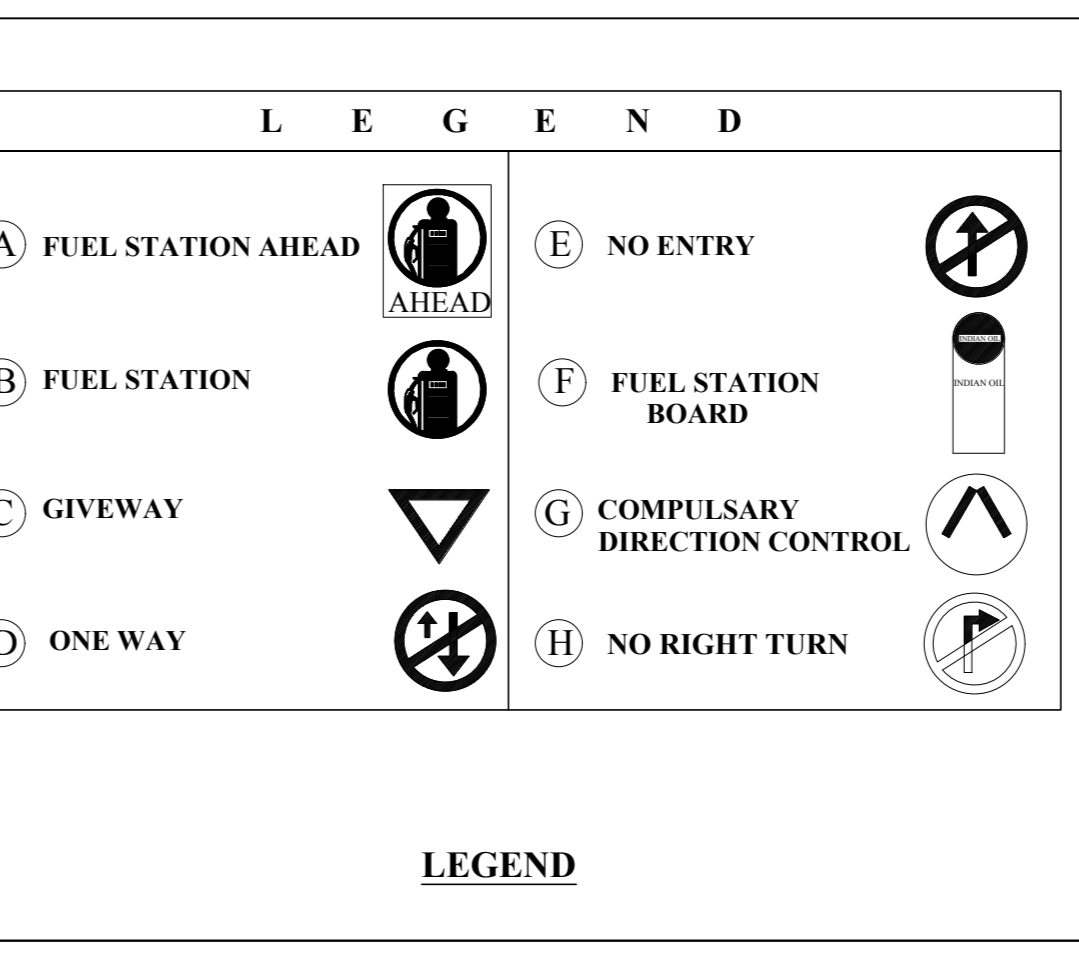 L E G E N D
A FUEL STATION AHEAD
AHEAD
B FUEL STATION
C GIVEWAY
D ONE WAY
E NO ENTRY
F FUEL STATION
BOARD
INDIAN OIL
INDIAN OIL
G COMPULSARY
DIRECTION CONTROL
H NO RIGHT TURN
LEGEND